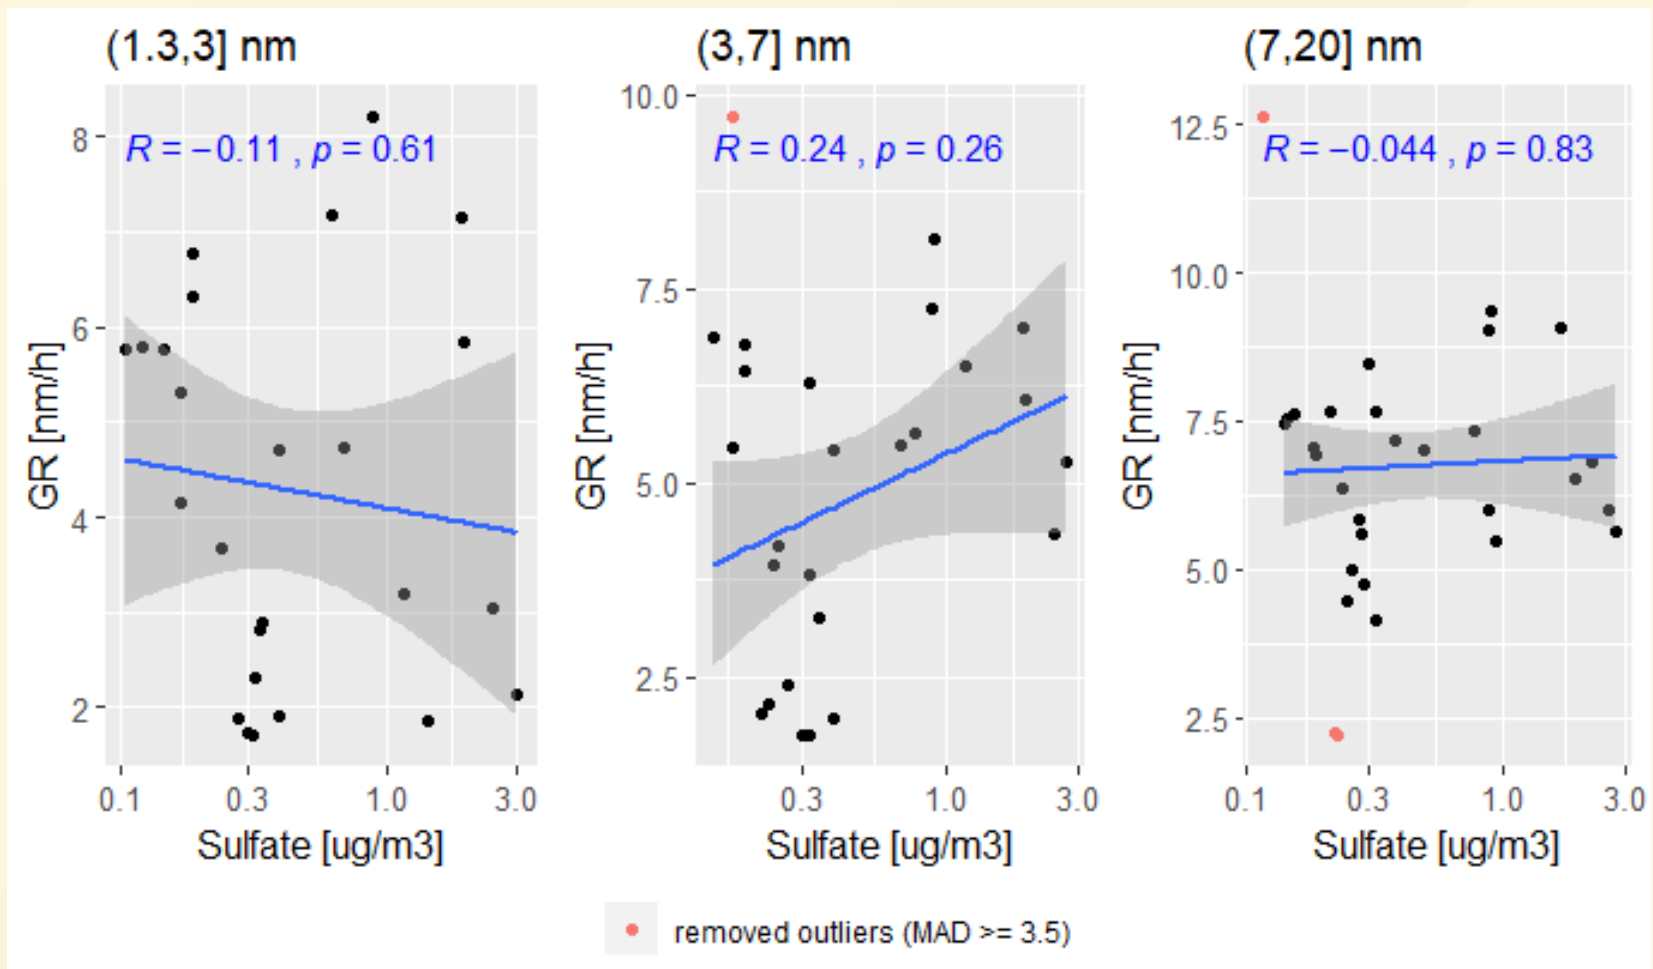 (1.3,3] nm
(3,7] nm
(7,20] nm
R = −0.11 , p = 0.61
R = 0.24 , p = 0.26
R = −0.044 , p = 0.83
GR [nm/h]
8
6
4
2
GR [nm/h]
10.0
7.5
5.0
2.5
GR [nm/h]
12.5
10.0
7.5
5.0
2.5
0.1 0.3 1.0 3.0
0.3 1.0 3.0
0.1 0.3 1.0 3.0
Sulfate [ug/m3]
Sulfate [ug/m3]
Sulfate [ug/m3]
removed outliers (MAD >= 3.5)